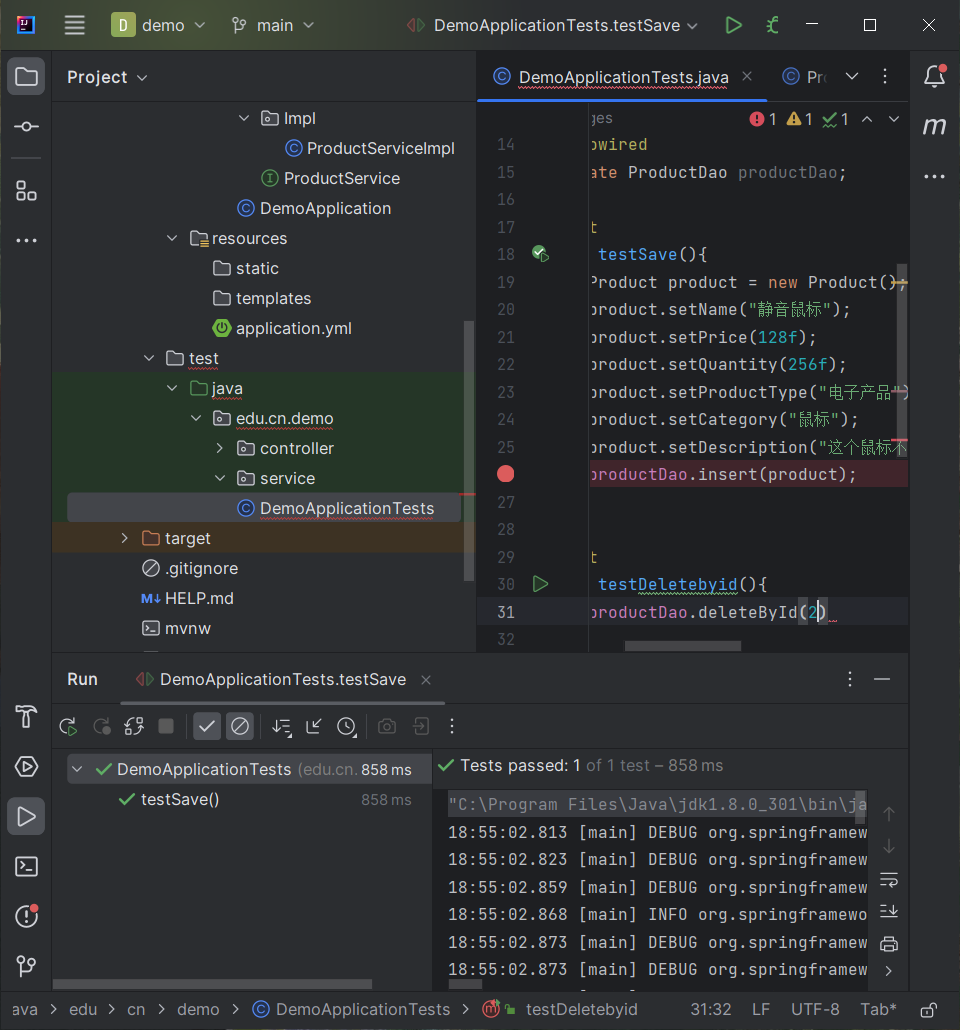 D demo main DemoApplicationTests.testSave
Project
DemoApplicationTests.java
Impl
ProductServiceImpl
ProductService
DemoApplication
resources
static
templates
application.yml
test
java
edu.cn.demo
controller
service
DemoApplicationTests
target
.gitignore
HELP.md
mvnw
ges
1 1 1
14 owired
15 ate ProductDao productDao;
16
17 t
18 testSave(){
19 Product product = new Product();
20 product.setName("静音鼠标");
21 product.setPrice(128f);
22 product.setQuantity(256f);
23 product.setProductType("电子产品")
24 product.setCategory("鼠标");
25 product.setDescription("这个鼠标不
productDao.insert(product);
27
28
29 t
30 testDeletebyid(){
31 productDao.deleteById(2)
32
Run DemoApplicationTests.testSave
DemoApplicationTests (edu.cn. 858 ms
testSave() 858 ms
Tests passed: 1 of 1 test – 858 ms
"C:\Program Files\Java\jdk1.8.0_301\bin\ja
18:55:02.813 [main] DEBUG org.springframew
18:55:02.823 [main] DEBUG org.springframew
18:55:02.859 [main] DEBUG org.springframew
18:55:02.868 [main] INFO org.springframewo
18:55:02.873 [main] DEBUG org.springframew
18:55:02.873 [main] DEBUG org.springframew
ava edu cn demo DemoApplicationTests testDeletebyid 31:32 LF UTF-8 Tab*